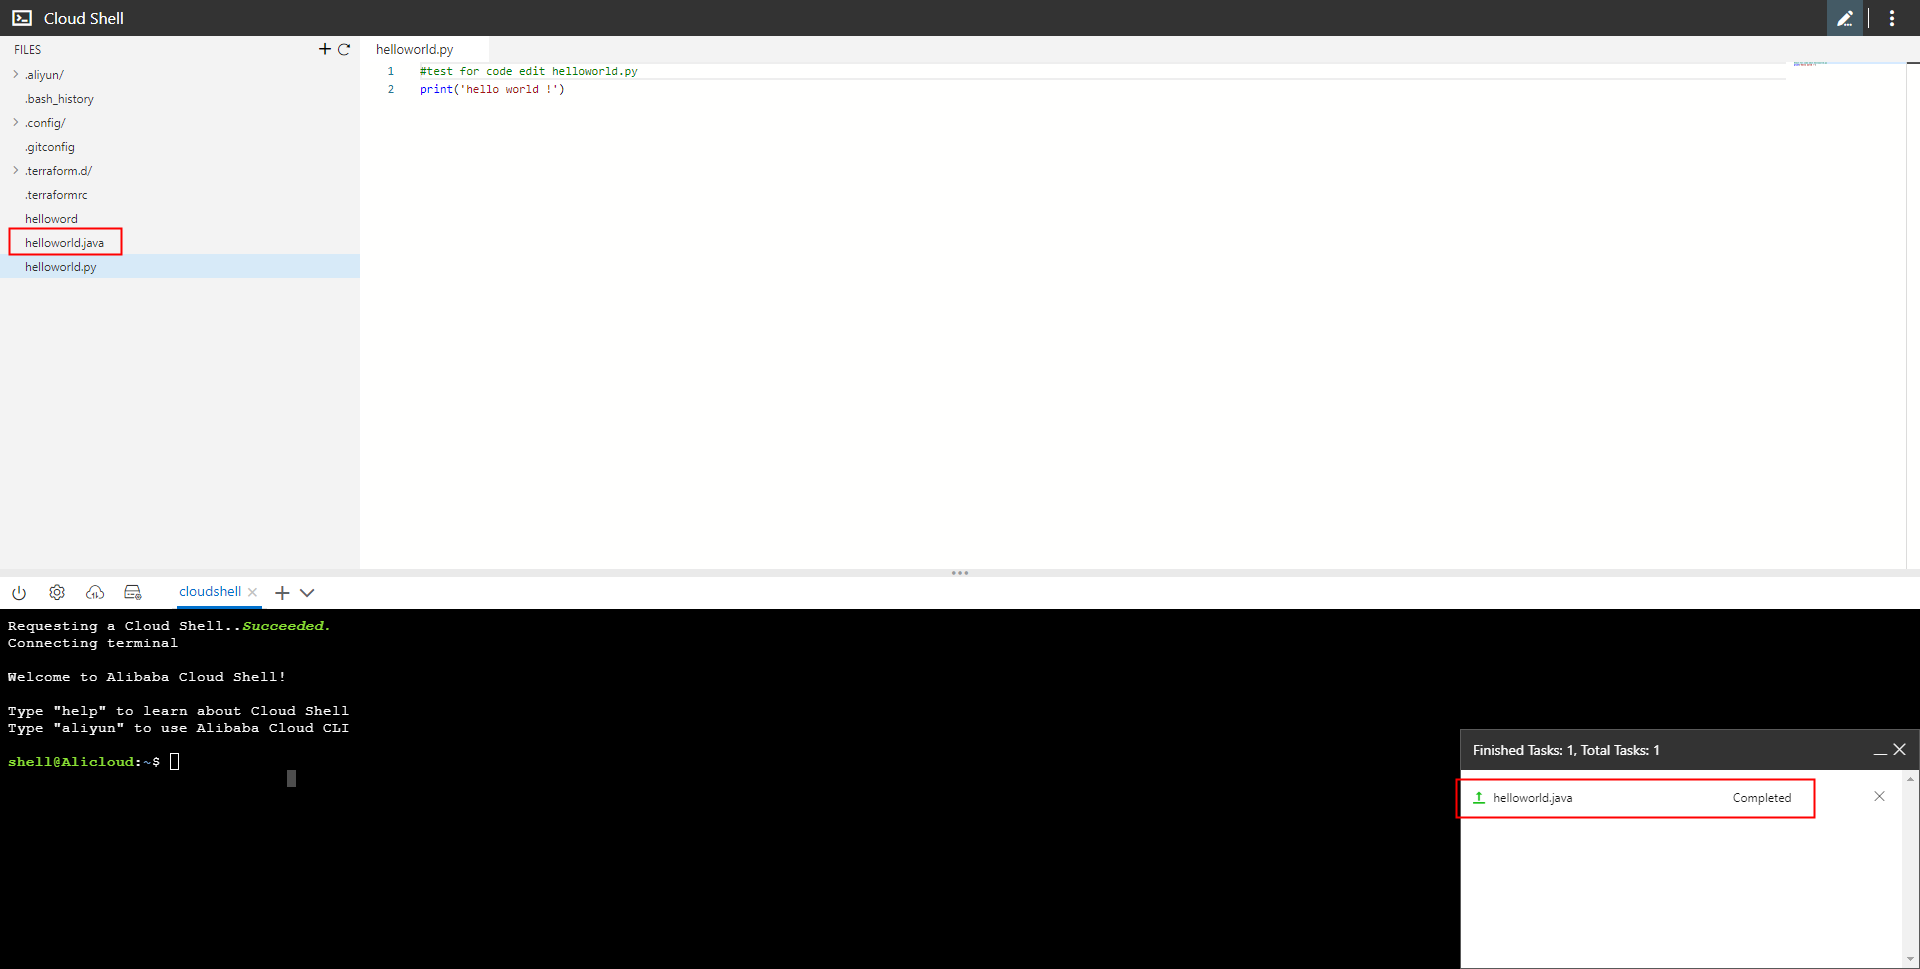 Cloud Shell
FILES
.aliyun/
.bash_history
.config/
.gitconfig
.terraform.d/
.terraformrc
helloword
helloworld.java
helloworld.py
helloworld.py
1 #test for code edit helloworld.py
2 print('hello world !')
cloudshell
Requesting a Cloud Shell..Succeeded.
Connecting terminal
Welcome to Alibaba Cloud Shell!
Type "help" to learn about Cloud Shell
Type "aliyun" to use Alibaba Cloud CLI
shell@Alicloud:~$
Finished Tasks: 1, Total Tasks: 1
helloworld.java Completed